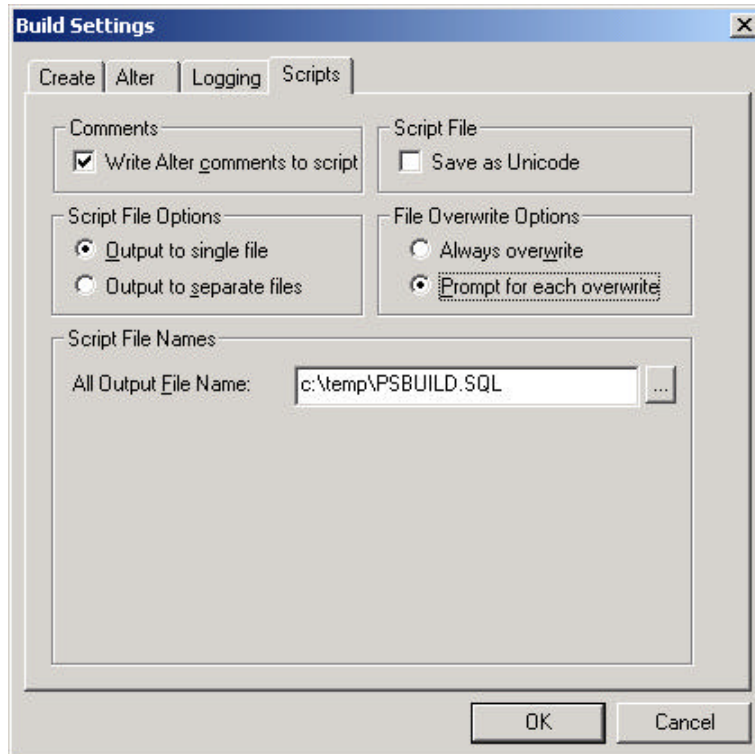 Build Settings
Create Alter Logging Scripts
Comments
Write Alter comments to script
Script File
Save as Unicode
Script File Options
Output to single file
Output to separate files
File Overwrite Options
Always overwrite
Prompt for each overwrite
Script File Names
All Output File Name: c:\temp\PSBUILD.SQL ...
OK Cancel